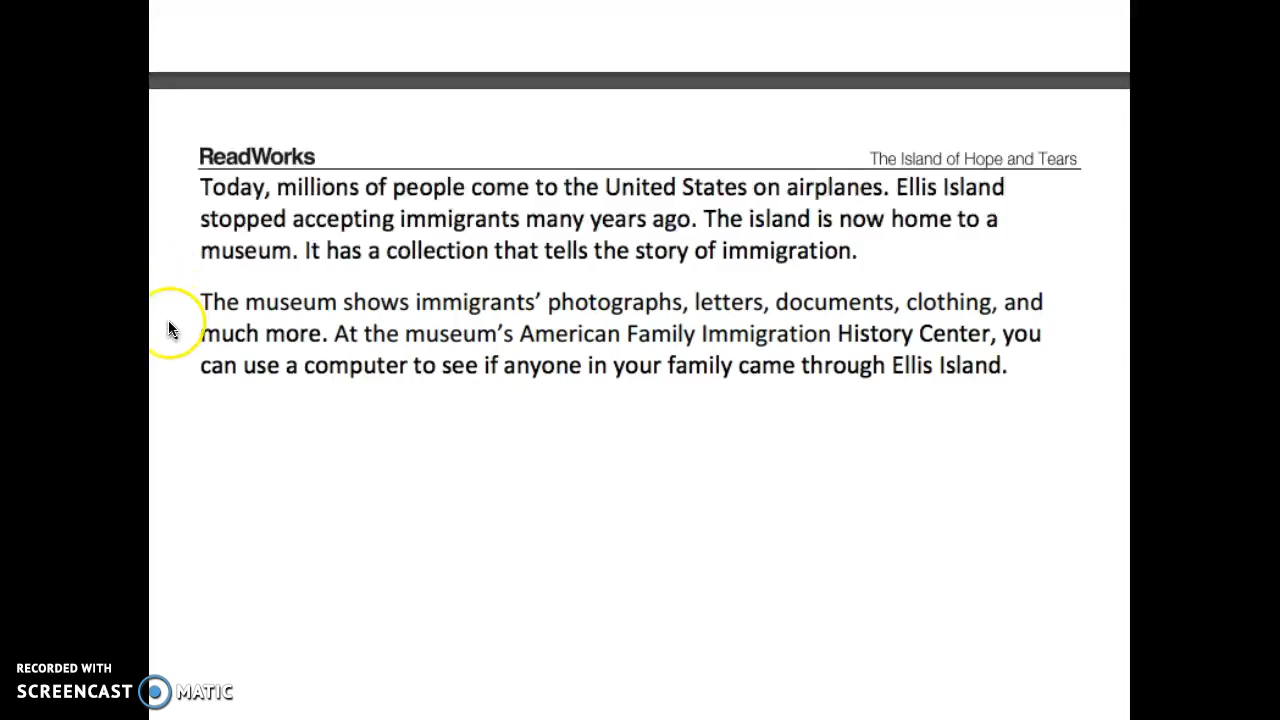 ReadWorks The Island of Hope and Tears
Today, millions of people come to the United States on airplanes. Ellis Island
stopped accepting immigrants many years ago. The island is now home to a
museum. It has a collection that tells the story of immigration.
The museum shows immigrants’ photographs, letters, documents, clothing, and
much more. At the museum’s American Family Immigration History Center, you
can use a computer to see if anyone in your family came through Ellis Island.
RECORDED WITH
SCREENCAST MATIC